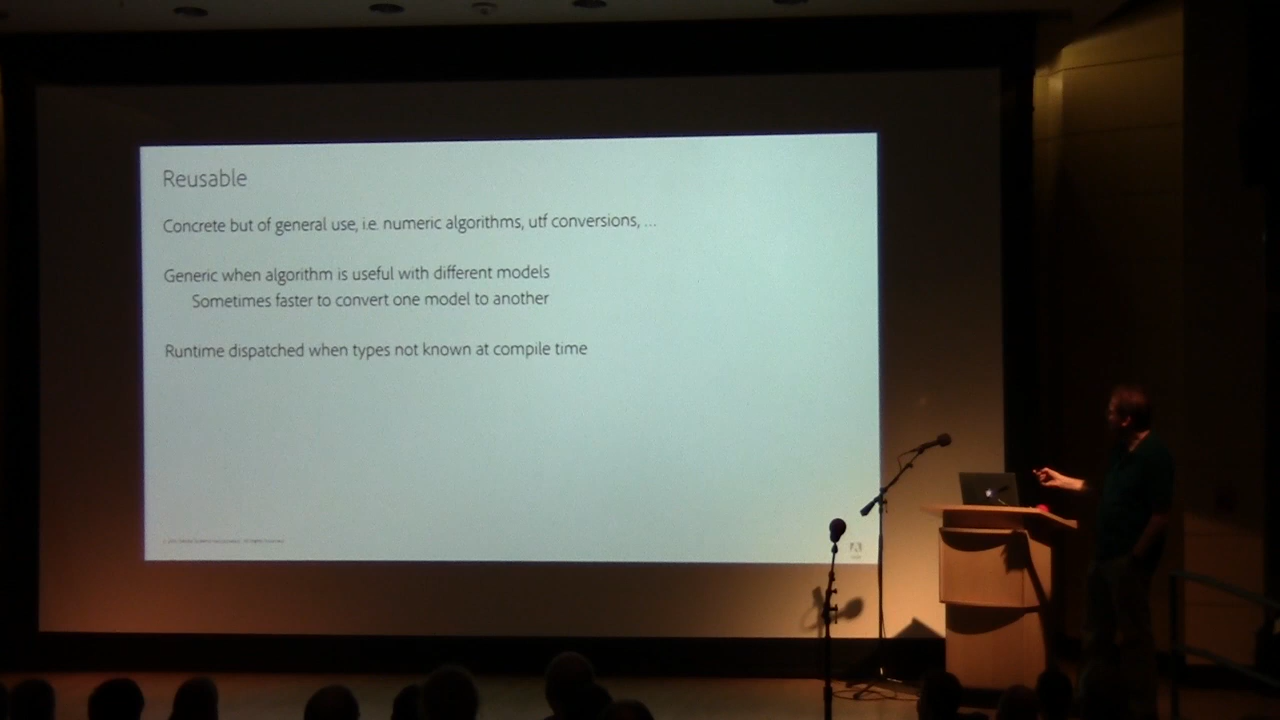 Reusable
Concrete but of general use, i.e. numeric algorithms, utf conversions, …
Generic when algorithm is useful with different models
Sometimes faster to convert one model to another
Runtime dispatched when types not known at compile time